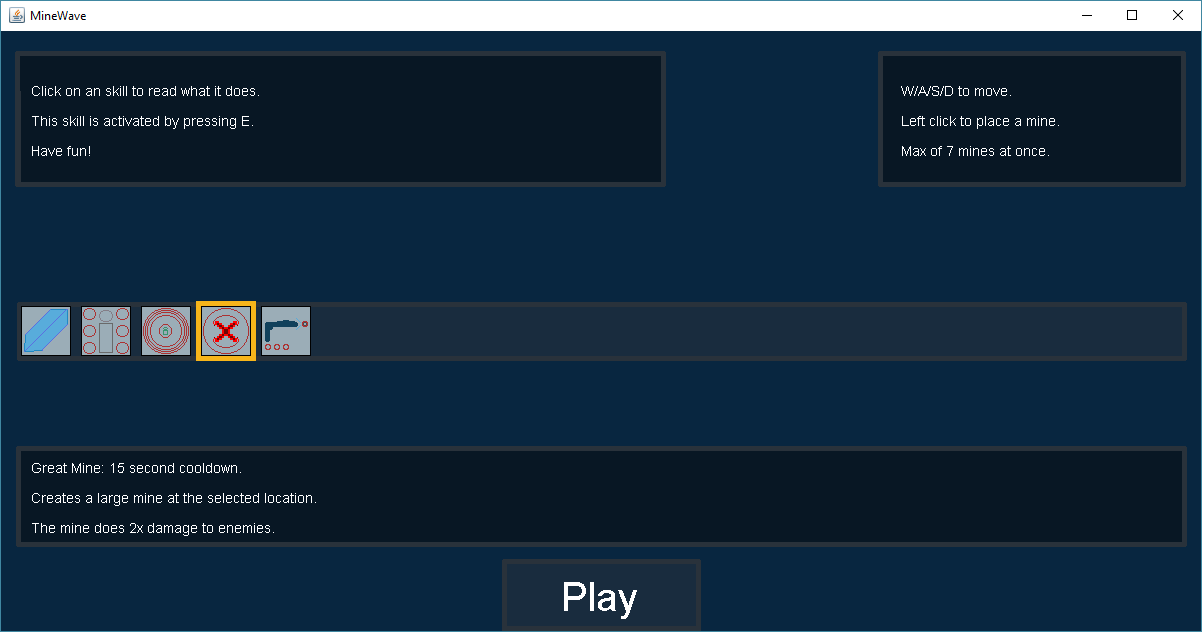 MineWave
Click on an skill to read what it does.
This skill is activated by pressing E.
Have fun!
W/A/S/D to move.
Left click to place a mine.
Max of 7 mines at once.
Great Mine: 15 second cooldown.
Creates a large mine at the selected location.
The mine does 2x damage to enemies.
Play